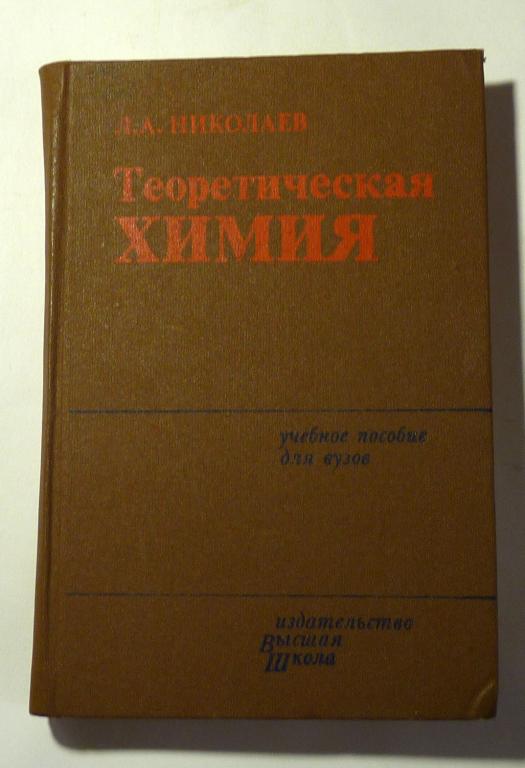 Л.А. НИКОЛАЕВ
Теоретическая
ХИМИЯ
учебное пособие
для вузов
издательство
Высшая
Школа